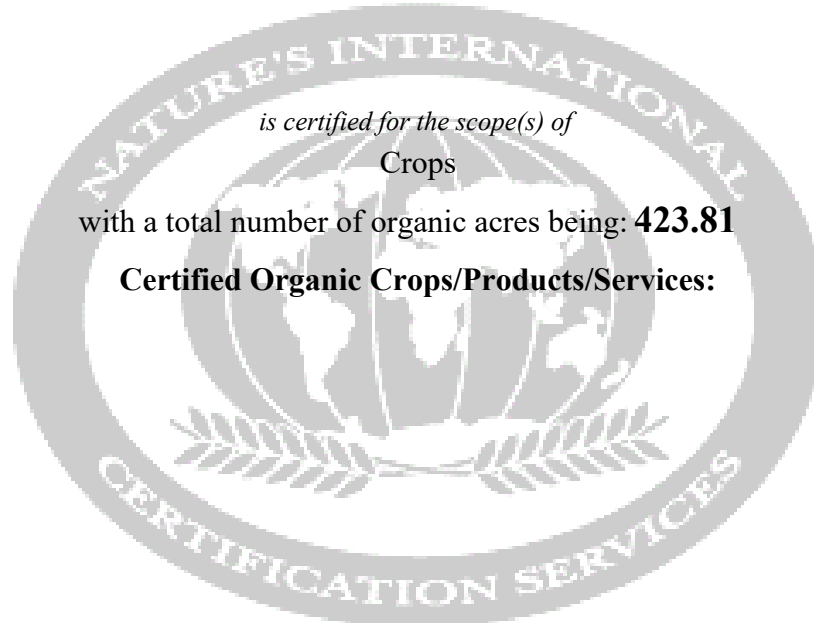 NATURE'S INTERNATIONAL
is certified for the scope(s) of
Crops
with a total number of organic acres being: 423.81
Certified Organic Crops/Products/Services:
CERTIFICATION SERVICES